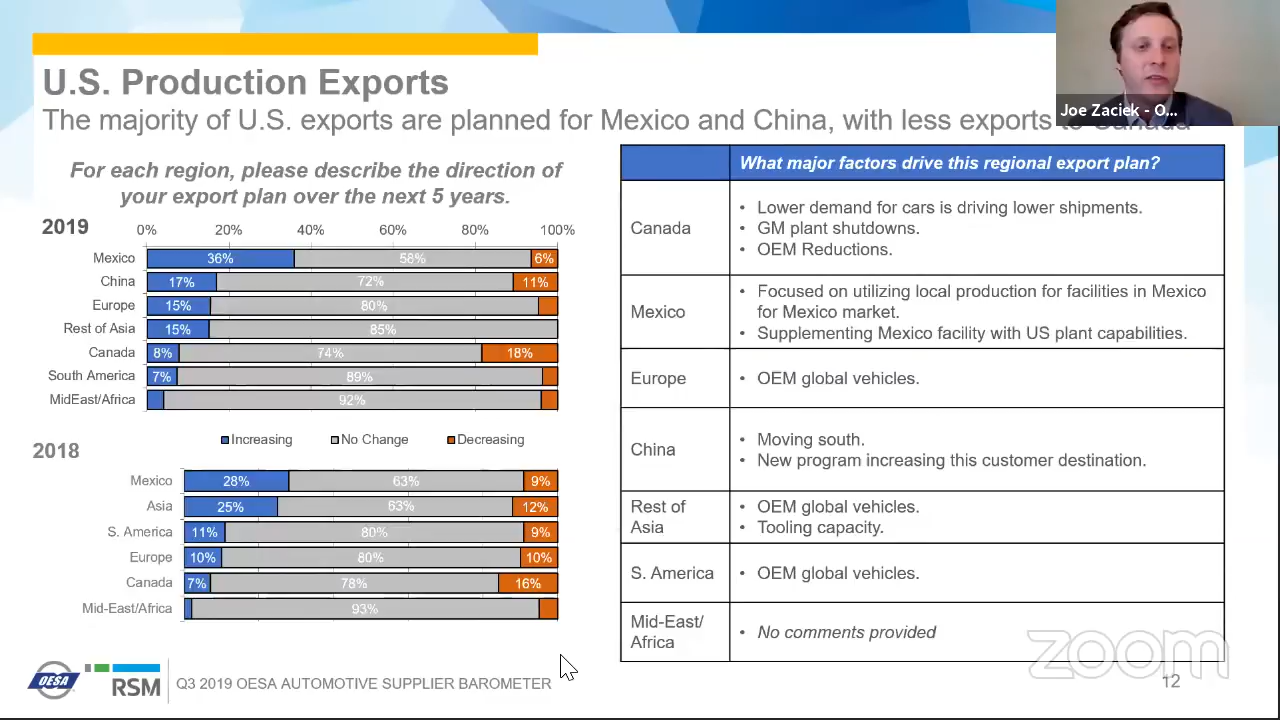 U.S. Production Exports
The majority of U.S. exports are planned for Mexico and China, with less exports
Joe Zaciek - O...
For each region, please describe the direction of
your export plan over the next 5 years.
2019
0% 20% 40% 60% 80% 100%
Mexico 36% 58% 6%
China 17% 72% 11%
Europe 15% 80%
Rest of Asia 15% 85%
Canada 8% 74% 18%
South America 7% 89%
MidEast/Africa 92%
Increasing No Change Decreasing
2018
Mexico 28% 63% 9%
Asia 25% 63% 12%
S. America 11% 80% 9%
Europe 10% 80% 10%
Canada 7% 78% 16%
Mid-East/Africa 93%
What major factors drive this regional export plan?
Canada
• Lower demand for cars is driving lower shipments.
• GM plant shutdowns.
• OEM Reductions.
Mexico
• Focused on utilizing local production for facilities in Mexico
for Mexico market.
• Supplementing Mexico facility with US plant capabilities.
Europe
• OEM global vehicles.
China
• Moving south.
• New program increasing this customer destination.
Rest of
Asia
• OEM global vehicles.
• Tooling capacity.
S. America
• OEM global vehicles.
Mid-East/
Africa
• No comments provided
zoom
OESA
RSM
Q3 2019 OESA AUTOMOTIVE SUPPLIER BAROMETER
12